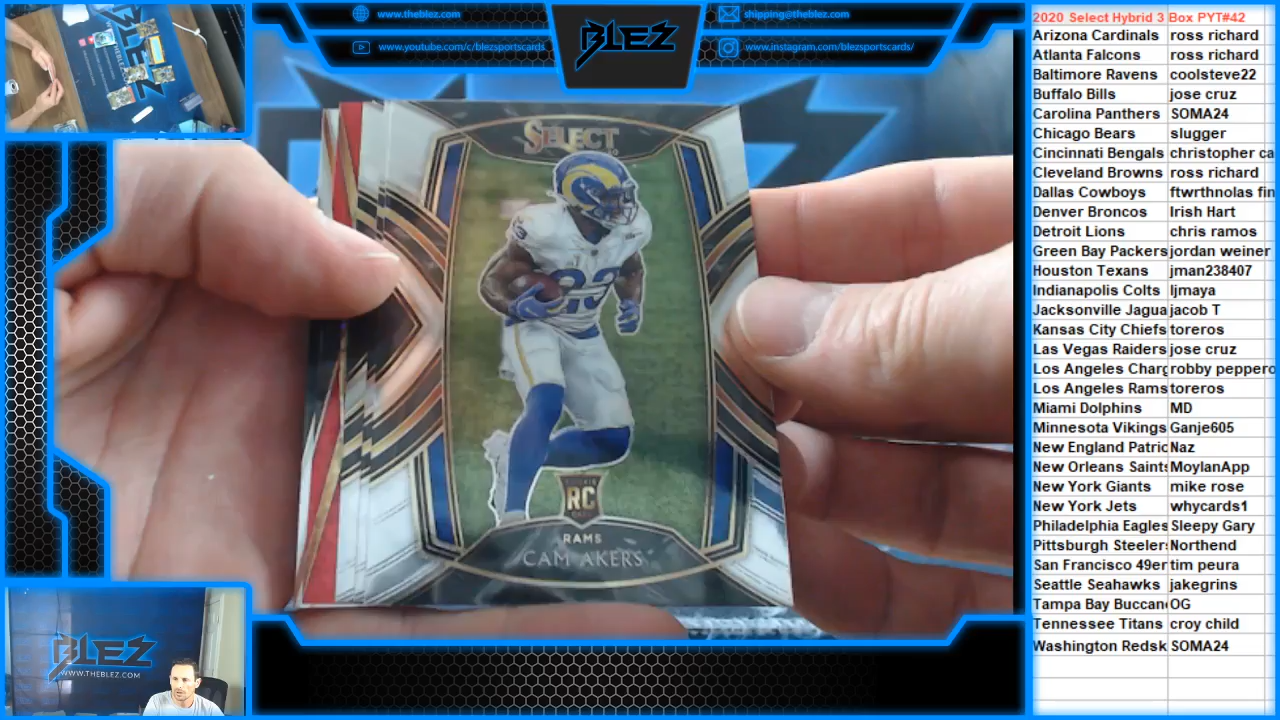 www.theblez.com
www.youtube.com/c/blezsportscards
BLEZ
shipping@theblez.com
www.instagram.com/blezsportscards/
BLEZ
SELECT
23
RC
RAMS
CAM AKERS
BLEZ
WWW.THEBLEZ.COM
2020 Select Hybrid 3 Box PYT#42
Arizona Cardinals ross richard
Atlanta Falcons ross richard
Baltimore Ravens coolsteve22
Buffalo Bills jose cruz
Carolina Panthers SOMA24
Chicago Bears slugger
Cincinnati Bengals christopher ca
Cleveland Browns ross richard
Dallas Cowboys ftwrthnolas fin
Denver Broncos Irish Hart
Detroit Lions chris ramos
Green Bay Packers jordan weiner
Houston Texans jman238407
Indianapolis Colts ljmaya
Jacksonville Jagua jacob T
Kansas City Chiefs toreros
Las Vegas Raiders jose cruz
Los Angeles Charg robby peppero
Los Angeles Rams toreros
Miami Dolphins MD
Minnesota Vikings Ganje605
New England Patric Naz
New Orleans Saints MoylanApp
New York Giants mike rose
New York Jets whycards1
Philadelphia Eagles Sleepy Gary
Pittsburgh Steelers Northend
San Francisco 49er tim peura
Seattle Seahawks jakegrins
Tampa Bay Buccane OG
Tennessee Titans croy child
Washington Redsk SOMA24